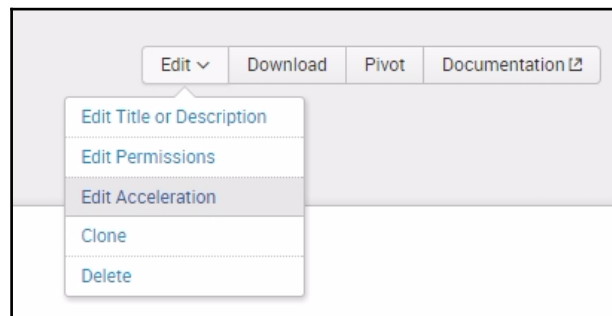 Edit Download Pivot Documentation
Edit Title or Description
Edit Permissions
Edit Acceleration
Clone
Delete